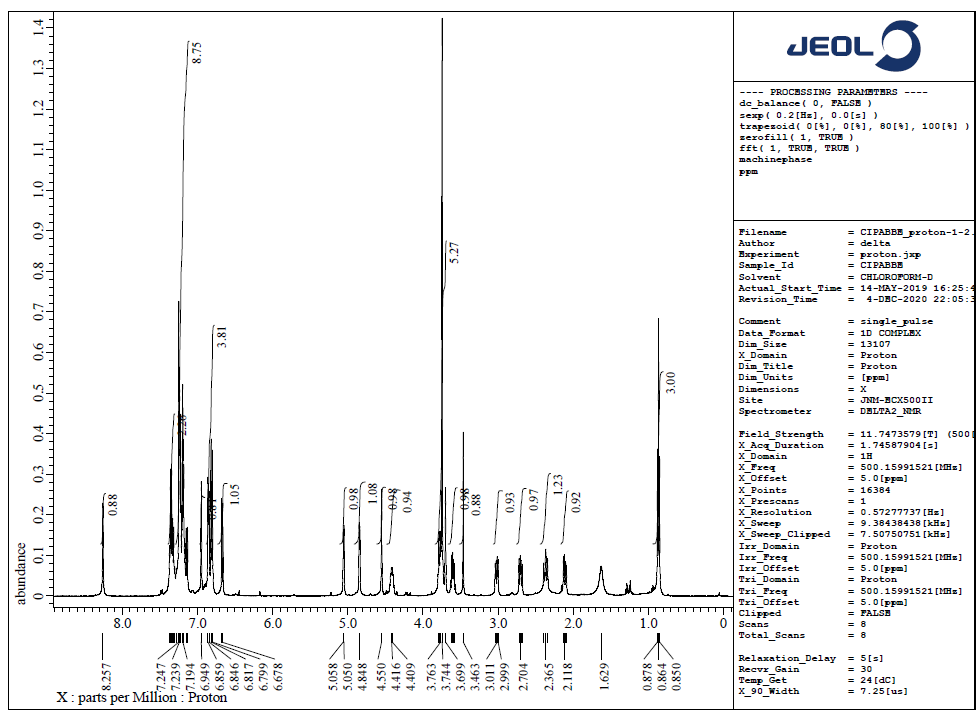 JEOL
---- PROCESSING PARAMETERS ----
dc_balance( 0, FALSE )
sexp( 0.2[Hz], 0.0[s] )
trapezoid( 0[%], 0[%], 80[%], 100[%] )
zerofill( 1, TRUE )
fft( 1, TRUE, TRUE )
machinephase
ppm
Filename = CIPABBE_proton-1-2.
Author = delta
Experiment = proton.jxp
Sample_Id = CIPABBE
Solvent = CHLOROFORM-D
Actual_Start_Time = 14-MAY-2019 16:25:4
Revision_Time = 4-DEC-2020 22:05:3
Comment = single_pulse
Data_Format = 1D COMPLEX
Dim_Size = 13107
X_Domain = Proton
Dim_Title = Proton
Dim_Units = [ppm]
Dimensions = X
Site = JNM-ECX500II
Spectrometer = DELTA2_NMR
Field_Strength = 11.7473579[T] (500[
X_Acq_Duration = 1.74587904[s]
X_Domain = 1H
X_Freq = 500.15991521[MHz]
X_Offset = 5.0[ppm]
X_Points = 16384
X_Prescans = 1
X_Resolution = 0.57277737[Hz]
X_Sweep = 9.38438438[kHz]
X_Sweep_Clipped = 7.50750751[kHz]
Irr_Domain = Proton
Irr_Freq = 500.15991521[MHz]
Irr_Offset = 5.0[ppm]
Tri_Domain = Proton
Tri_Freq = 500.15991521[MHz]
Tri_Offset = 5.0[ppm]
Clipped = FALSE
Scans = 8
Total_Scans = 8
Relaxation_Delay = 5[s]
Recvr_Gain = 30
Temp_Get = 24[dC]
X_90_Width = 7.25[us]
abundance
1.4
1.3
1.2
1.1
1.0
0.9
0.8
0.7
0.6
0.5
0.4
0.3
0.2
0.1
0
0.88
8.75
3.81
1.05
0.98
1.08
0.98
0.94
5.27
0.98
0.88
0.93
0.97
1.23
0.92
3.00
8.0 7.0 6.0 5.0 4.0 3.0 2.0 1.0 0
8.257
7.247
7.239
7.194
6.949
6.859
6.846
6.817
6.799
6.678
5.058
5.050
4.848
4.550
4.416
4.409
3.763
3.744
3.699
3.463
3.011
2.999
2.704
2.365
2.118
1.629
0.878
0.864
0.850
X : parts per Million : Proton